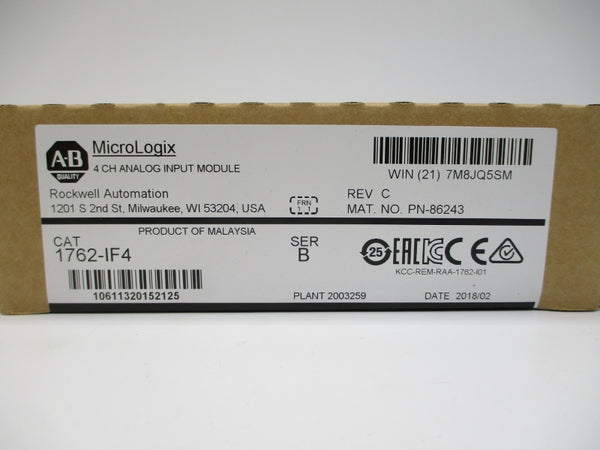 A-B
QUALITY
MicroLogix
4 CH ANALOG INPUT MODULE
WIN (21) 7M8JQ5SM
Rockwell Automation
1201 S 2nd St, Milwaukee, WI 53204, USA
FRN
REV C
MAT. NO. PN-86243
PRODUCT OF MALAYSIA
CAT
1762-IF4
SER
B
10611320152125
25
EAC
CE
KCC-REM-RAA-1762-I01
PLANT 2003259
DATE 2018/02